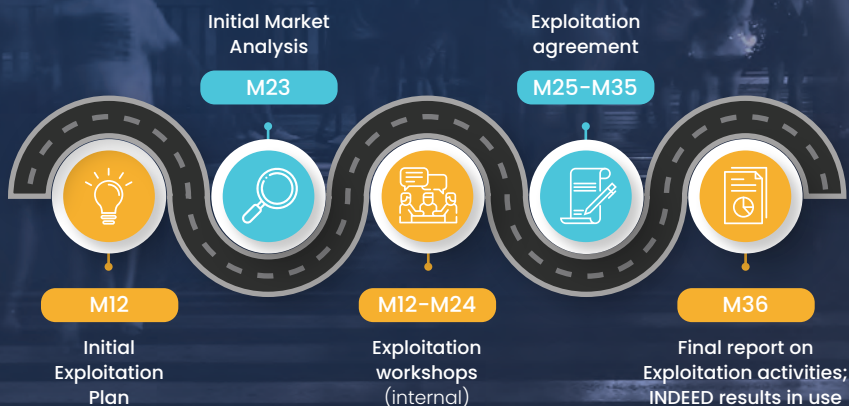 Initial Market
Analysis
M23
Exploitation
agreement
M25-M35
M12
Initial
Exploitation
Plan
M12-M24
Exploitation
workshops
(internal)
M36
Final report on
Exploitation activities;
INDEED results in use